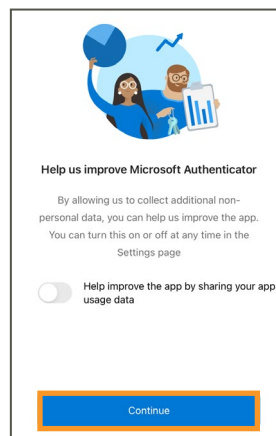 Help us improve Microsoft Authenticator
By allowing us to collect additional non-
personal data, you can help us improve the app.
You can turn this on or off at any time in the
Settings page
Help improve the app by sharing your app
usage data
Continue